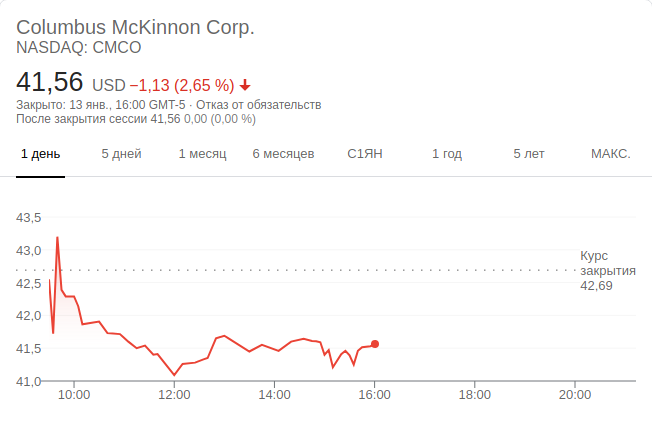 Columbus McKinnon Corp.
NASDAQ: CMCO
41,56 USD −1,13 (2,65 %)
Закрыто: 13 янв., 16:00 GMT-5 · Отказ от обязательств
После закрытия сессии 41,56 0,00 (0,00 %)
1 день 5 дней 1 месяц 6 месяцев С1ЯН 1 год 5 лет МАКС.
43,5
43,0
42,5
42,0
41,5
41,0
Курс
закрытия
42,69
10:00 12:00 14:00 16:00 18:00 20:00